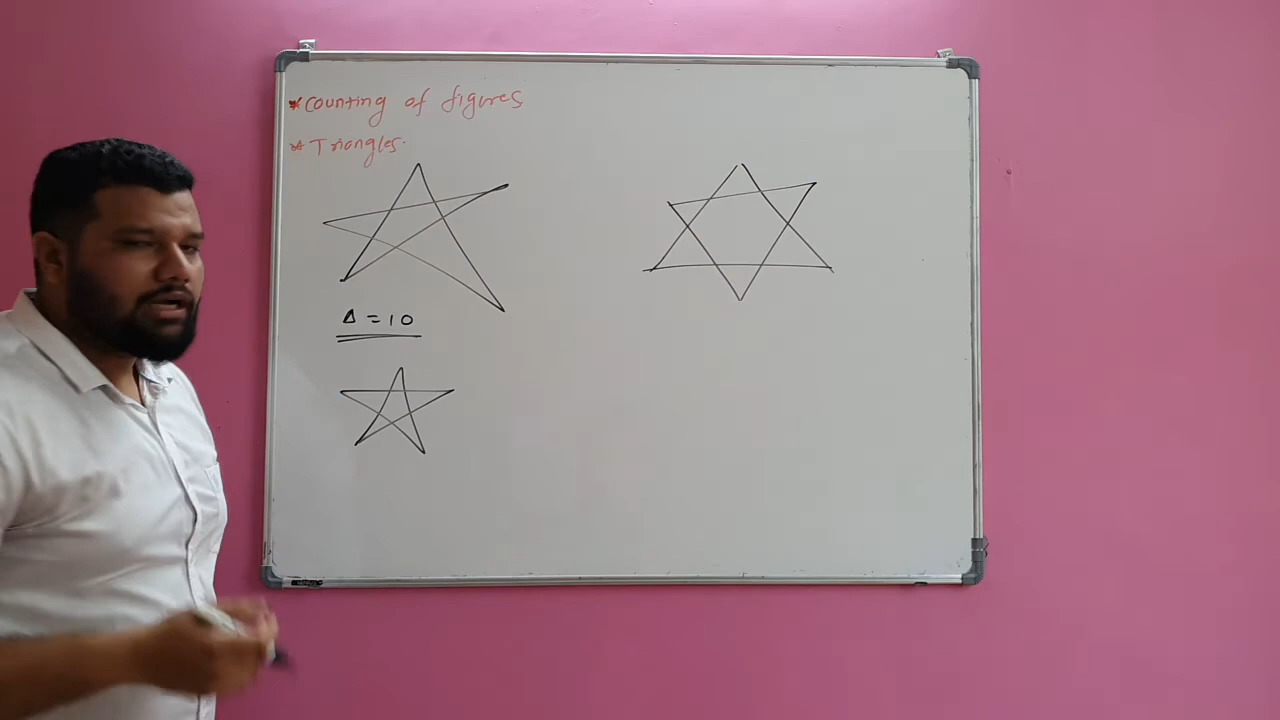 * Counting of figures
* Triangles.
Δ = 10